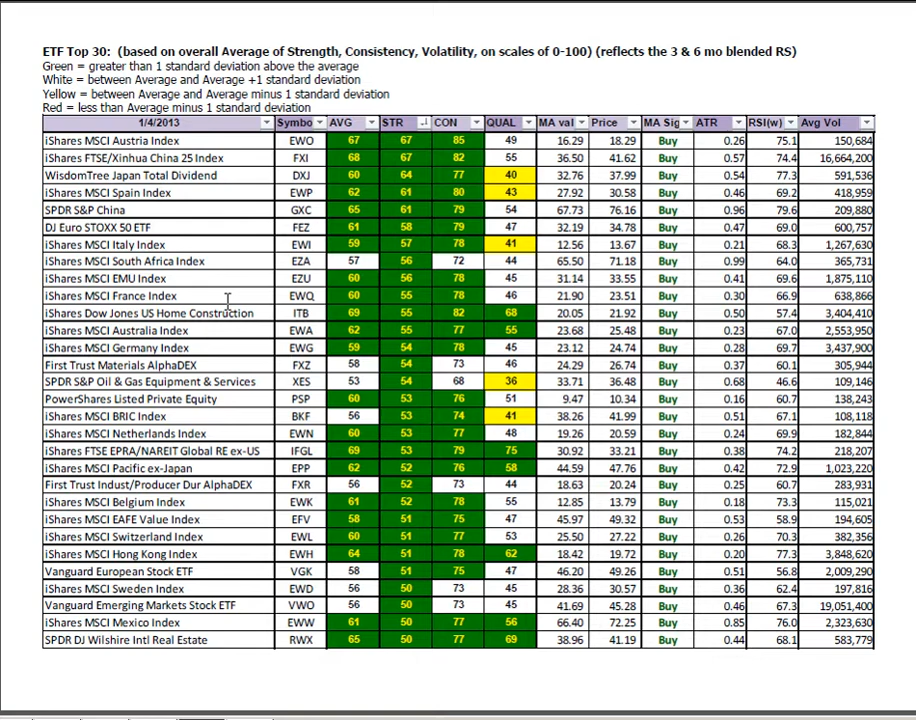 ETF Top 30: (based on overall Average of Strength, Consistency, Volatility, on scales of 0-100) (reflects the 3 & 6 mo blended RS)
Green = greater than 1 standard deviation above the average
White = between Average and Average +1 standard deviation
Yellow = between Average and Average minus 1 standard deviation
Red = less than Average minus 1 standard deviation
1/4/2013 Symbo AVG STR CON QUAL MA val Price MA Sig ATR RSI(w) Avg Vol
iShares MSCI Austria Index EWO 67 67 85 49 16.29 18.29 Buy 0.26 75.1 150,684
iShares FTSE/Xinhua China 25 Index FXI 68 67 82 55 36.50 41.62 Buy 0.57 74.4 16,664,200
WisdomTree Japan Total Dividend DXJ 60 64 77 40 32.76 37.99 Buy 0.54 77.3 591,536
iShares MSCI Spain Index EWP 62 61 80 43 27.92 30.58 Buy 0.46 69.2 418,959
SPDR S&P China GXC 65 61 79 54 67.73 76.16 Buy 0.96 79.6 209,880
DJ Euro STOXX 50 ETF FEZ 61 58 79 47 32.19 34.78 Buy 0.47 69.0 600,757
iShares MSCI Italy Index EWI 59 57 78 41 12.56 13.67 Buy 0.21 68.3 1,267,630
iShares MSCI South Africa Index EZA 57 56 72 44 65.50 71.18 Buy 0.99 64.0 365,731
iShares MSCI EMU Index EZU 60 56 78 45 31.14 33.55 Buy 0.41 69.6 1,875,110
iShares MSCI France Index EWQ 60 55 78 46 21.90 23.51 Buy 0.30 66.9 638,866
iShares Dow Jones US Home Construction ITB 69 55 82 68 20.05 21.92 Buy 0.50 57.4 3,404,410
iShares MSCI Australia Index EWA 62 55 77 55 23.68 25.48 Buy 0.23 67.0 2,553,950
iShares MSCI Germany Index EWG 59 54 78 45 23.12 24.74 Buy 0.28 69.7 3,437,900
First Trust Materials AlphaDEX FXZ 58 54 73 46 24.29 26.74 Buy 0.37 60.1 305,944
SPDR S&P Oil & Gas Equipment & Services XES 53 54 68 36 33.71 36.48 Buy 0.68 46.6 109,146
PowerShares Listed Private Equity PSP 60 53 76 51 9.47 10.34 Buy 0.16 60.7 138,243
iShares MSCI BRIC Index BKF 56 53 74 41 38.26 41.99 Buy 0.51 67.1 108,118
iShares MSCI Netherlands Index EWN 60 53 77 48 19.26 20.59 Buy 0.24 69.9 182,844
iShares FTSE EPRA/NAREIT Global RE ex-US IFGL 69 53 79 75 30.92 33.21 Buy 0.38 74.2 218,207
iShares MSCI Pacific ex-Japan EPP 62 52 76 58 44.59 47.76 Buy 0.42 72.9 1,023,220
First Trust Indust/Producer Dur AlphaDEX FXR 56 52 73 44 18.63 20.24 Buy 0.25 60.7 283,931
iShares MSCI Belgium Index EWK 61 52 78 55 12.85 13.79 Buy 0.18 73.3 115,021
iShares MSCI EAFE Value Index EFV 58 51 75 47 45.97 49.32 Buy 0.53 58.9 194,605
iShares MSCI Switzerland Index EWL 60 51 77 53 25.50 27.22 Buy 0.26 70.3 382,356
iShares MSCI Hong Kong Index EWH 64 51 78 62 18.42 19.72 Buy 0.20 77.3 3,848,620
Vanguard European Stock ETF VGK 58 51 75 47 46.20 49.26 Buy 0.51 56.8 2,009,290
iShares MSCI Sweden Index EWD 56 50 73 45 28.36 30.57 Buy 0.36 62.4 197,816
Vanguard Emerging Markets Stock ETF VWO 56 50 73 45 41.69 45.28 Buy 0.46 67.3 19,051,400
iShares MSCI Mexico Index EWW 61 50 77 56 66.40 72.25 Buy 0.85 76.0 2,323,630
SPDR DJ Wilshire Intl Real Estate RWX 65 50 77 69 38.96 41.19 Buy 0.44 68.1 583,779